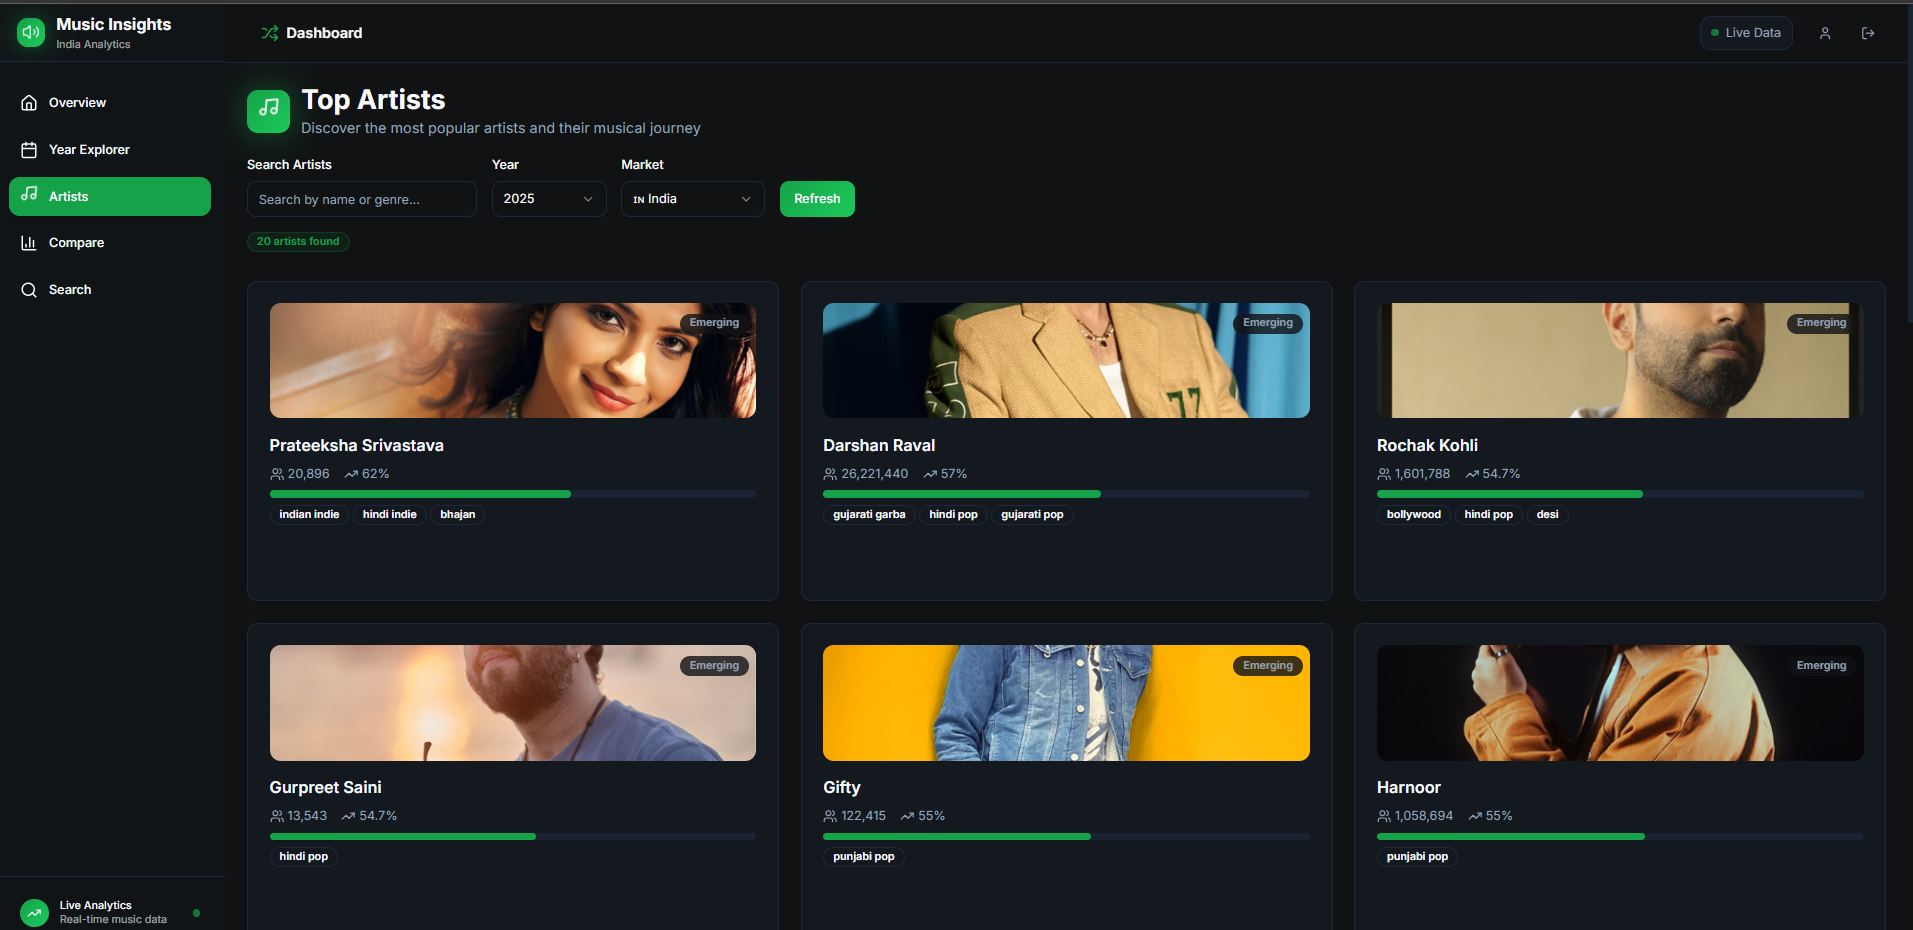 Music Insights
India Analytics
Dashboard
Live Data
Overview
Year Explorer
Artists
Compare
Search
Live Analytics
Real-time music data
Top Artists
Discover the most popular artists and their musical journey
Search Artists
Year
Market
Search by name or genre...
2025
IN India
Refresh
20 artists found
Emerging
Prateeksha Srivastava
20,896 62%
indian indie hindi indie bhajan
Emerging
77
Darshan Raval
26,221,440 57%
gujarati garba hindi pop gujarati pop
Emerging
Rochak Kohli
1,601,788 54.7%
bollywood hindi pop desi
Emerging
Gurpreet Saini
13,543 54.7%
hindi pop
Emerging
Gifty
122,415 55%
punjabi pop
Emerging
Harnoor
1,058,694 55%
punjabi pop